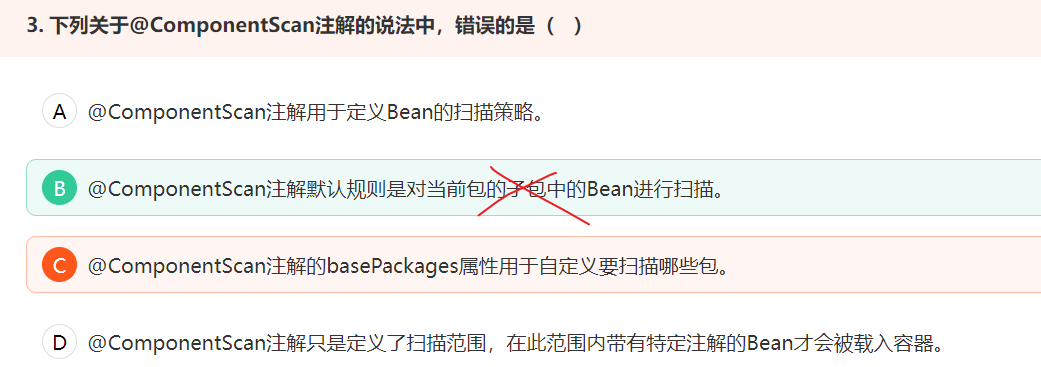 3. 下列关于@ComponentScan注解的说法中，错误的是（  ）
A @ComponentScan注解用于定义Bean的扫描策略。
B @ComponentScan注解默认规则是对当前包的子包中的Bean进行扫描。
C @ComponentScan注解的basePackages属性用于自定义要扫描哪些包。
D @ComponentScan注解只是定义了扫描范围，在此范围内带有特定注解的Bean才会被载入容器。